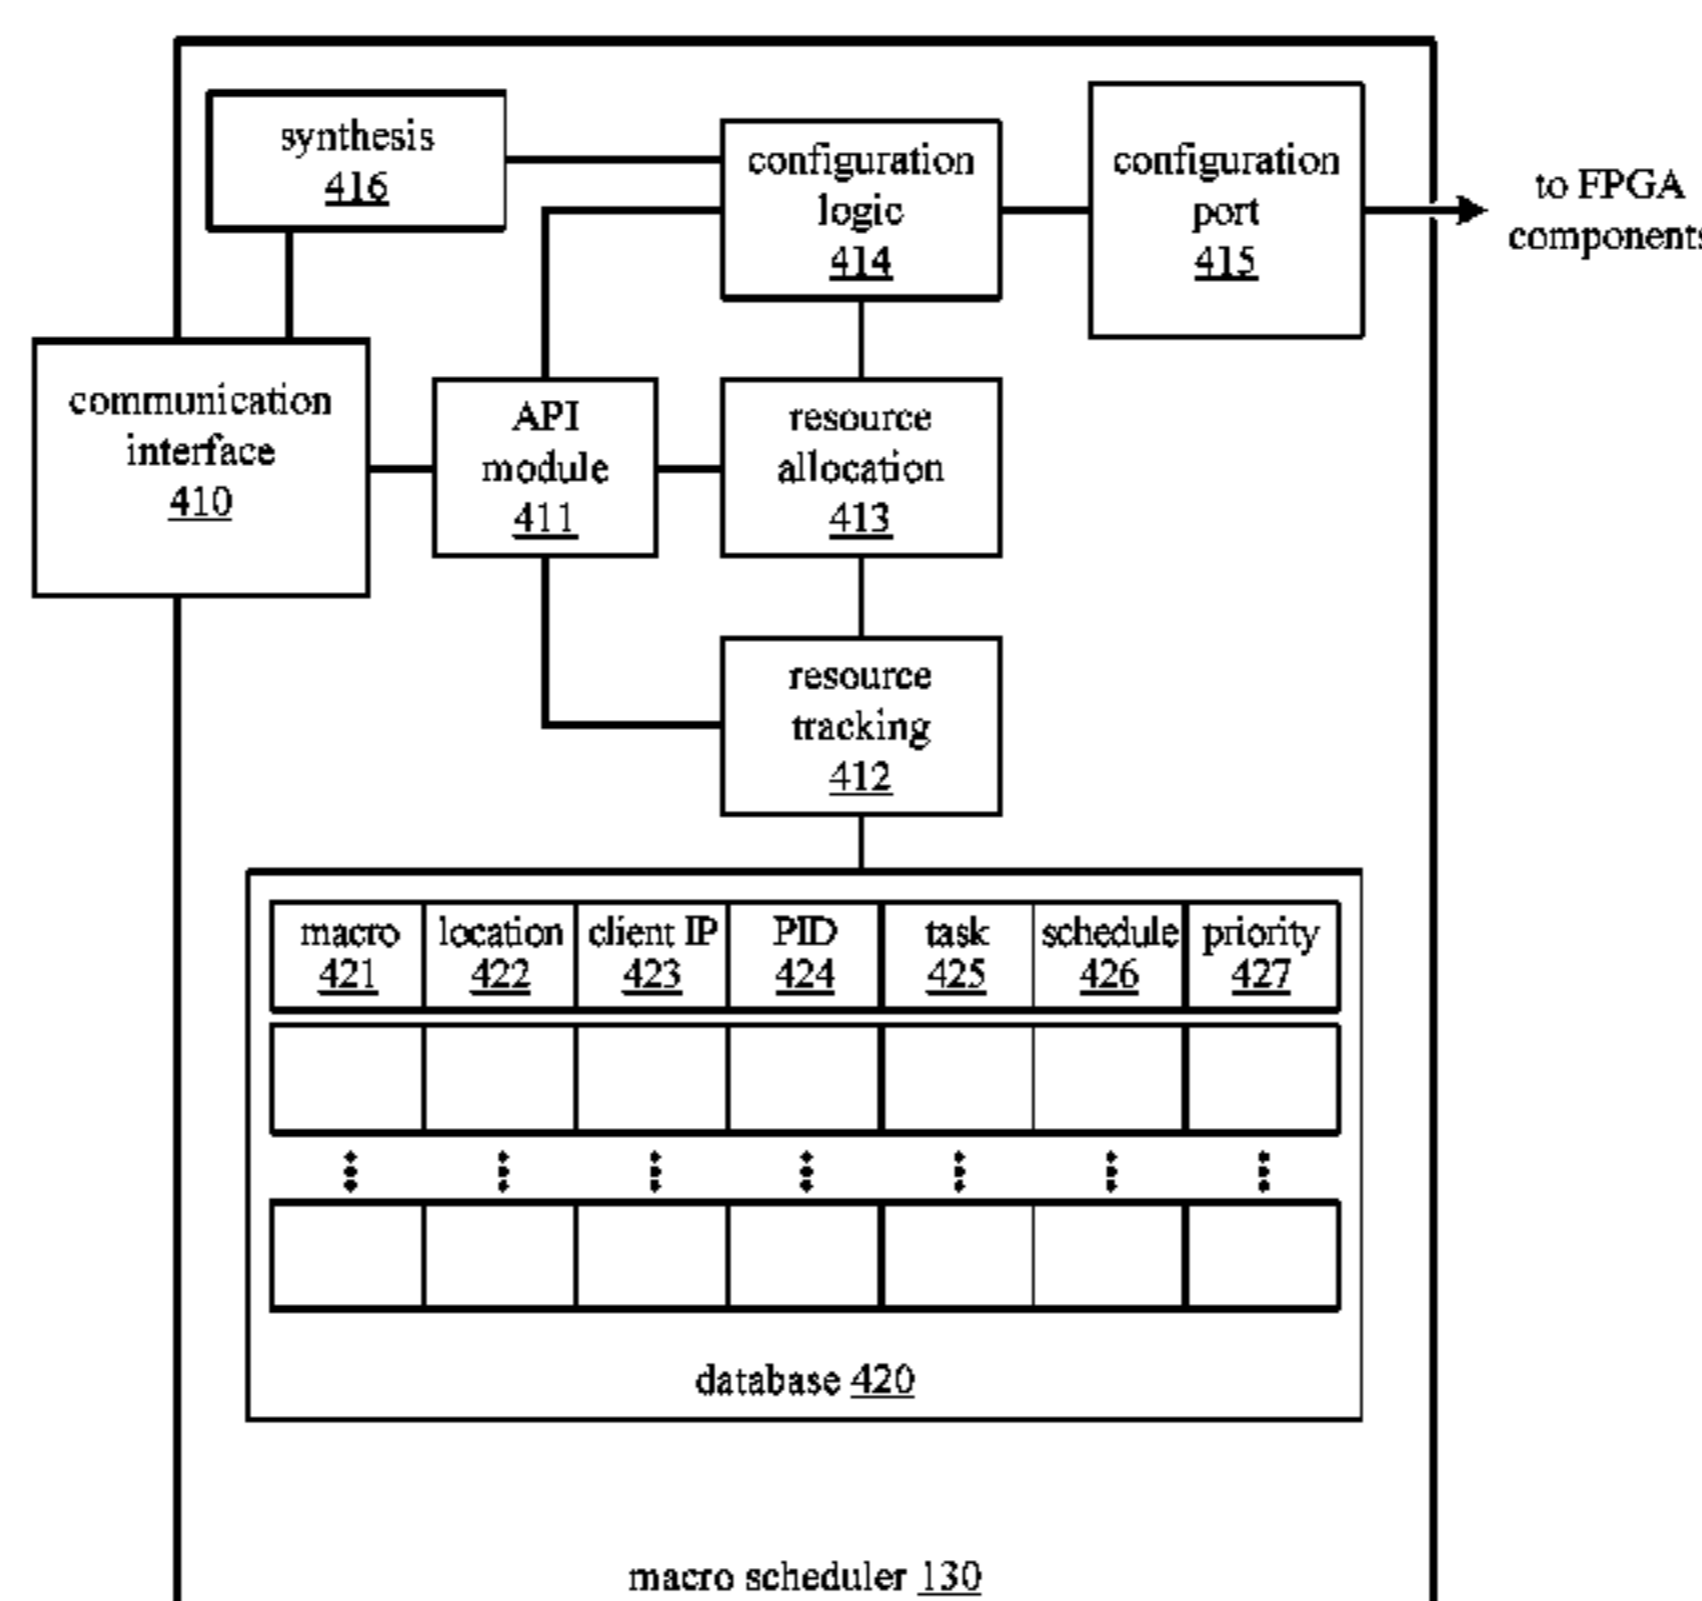 synthesis
416
configuration
logic
414
configuration
port
415
to FPGA
components
communication
interface
410
API
module
411
resource
allocation
413
resource
tracking
412
macro
421
location
422
client IP
423
PID
424
task
425
schedule
426
priority
427
database 420
macro scheduler 130